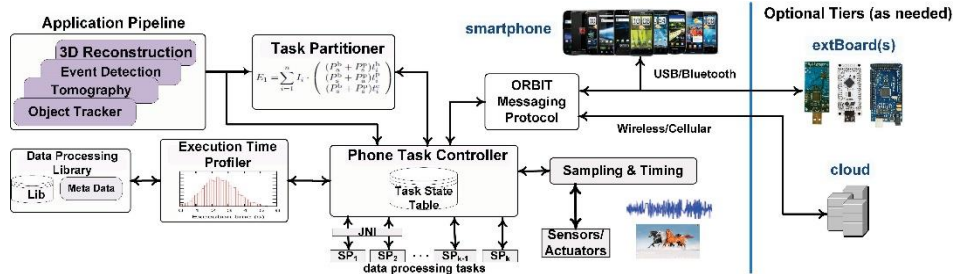 Application Pipeline
3D Reconstruction
Event Detection
Tomography
Object Tracker
Task Partitioner
smartphone
USB/Bluetooth
Optional Tiers (as needed)
extBoard(s)
ORBIT
Messaging
Protocol
Wireless/Cellular
cloud
Data Processing
Library
Lib
Meta Data
Execution Time
Profiler
Execution time (s)
Phone Task Controller
Task State
Table
Sampling & Timing
Sensors/
Actuators
JNI
SP1 SP2 ... SPk-1 SPk
data processing tasks